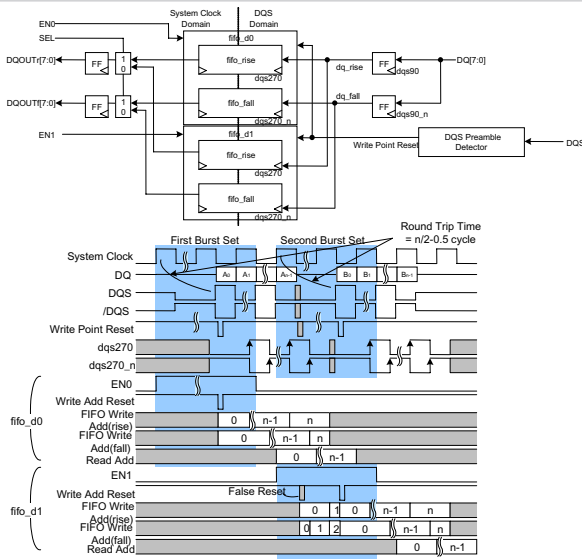 System Clock Domain
DQS Domain
EN0
SEL
fifo_d0
DQOUTr[7:0]
FF
1
0
fifo_rise
dqs270
dq_rise
FF
dqs90
DQ[7:0]
DQOUTf[7:0]
FF
1
0
fifo_fall
dqs270_n
dq_fall
FF
dqs90_n
EN1
fifo_d1
fifo_rise
dqs270
Write Point Reset
DQS Preamble
Detector
DQS
fifo_fall
dqs270_n
First Burst Set
Second Burst Set
Round Trip Time
= n/2-0.5 cycle
System Clock
DQ
A0
A1
An-1
B0
B1
Bn-1
DQS
/DQS
Write Point Reset
dqs270
dqs270_n
fifo_d0
EN0
Write Add Reset
FIFO Write
Add(rise)
0
n-1
n
FIFO Write
Add(fall)
0
n-1
n
Read Add
0
n-1
fifo_d1
EN1
Write Add Reset
False Reset
FIFO Write
Add(rise)
0
1
0
n-1
n
FIFO Write
Add(fall)
0
1
2
0
n-1
n
Read Add
0
n-1